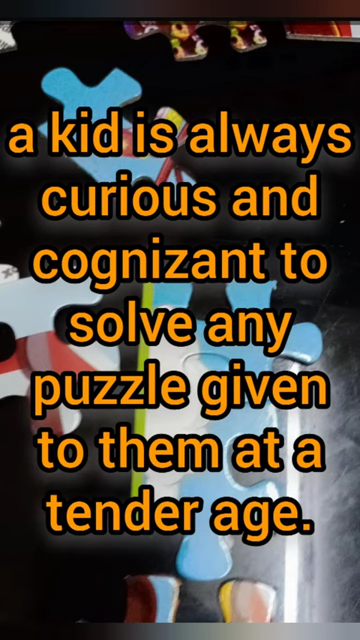 a kid is always
curious and
cognizant to
solve any
puzzle given
to them at a
tender age.